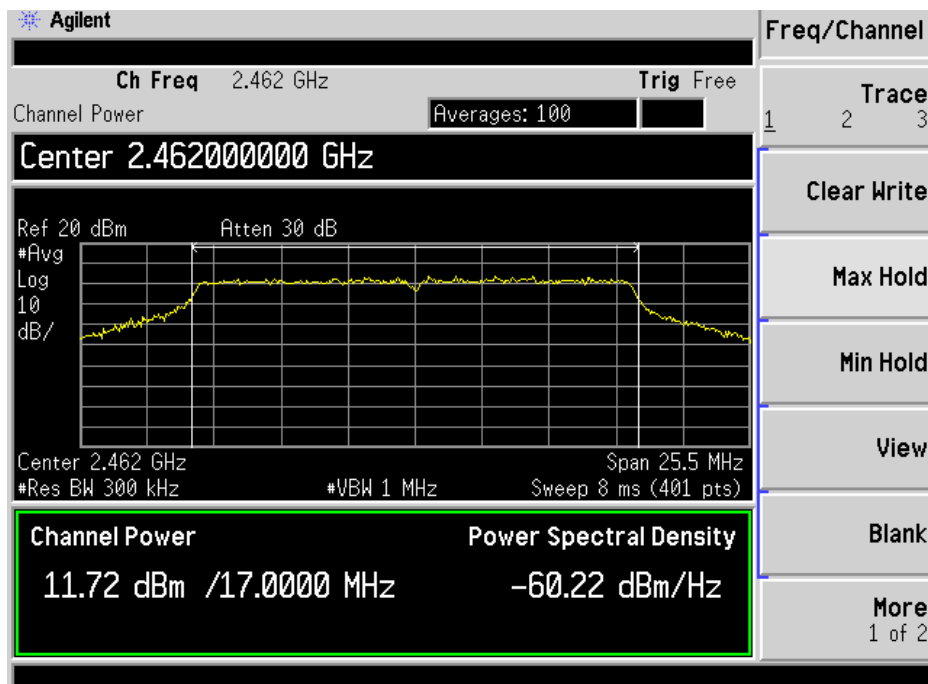 Agilent
Freq/Channel
Ch Freq 2.462 GHz Trig Free
Channel Power Averages: 100
Trace
1 2 3
Center 2.462000000 GHz
Clear Write
Ref 20 dBm Atten 30 dB
#Avg
Log
10
dB/
Max Hold
Min Hold
Center 2.462 GHz Span 25.5 MHz
#Res BW 300 kHz #VBW 1 MHz Sweep 8 ms (401 pts)
View
Channel Power Power Spectral Density
11.72 dBm /17.0000 MHz -60.22 dBm/Hz
Blank
More
1 of 2